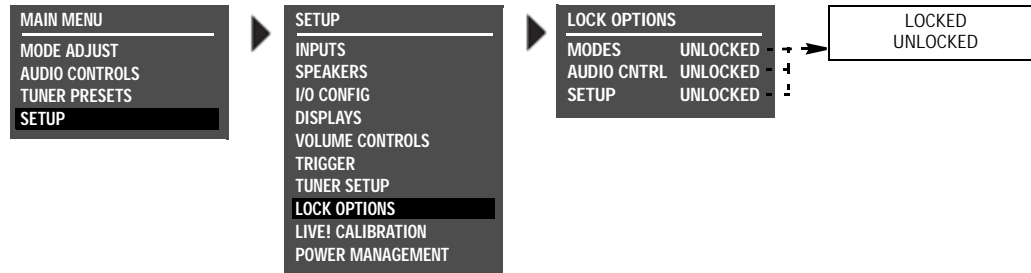 MAIN MENU
MODE ADJUST
AUDIO CONTROLS
TUNER PRESETS
SETUP
SETUP
INPUTS
SPEAKERS
I/O CONFIG
DISPLAYS
VOLUME CONTROLS
TRIGGER
TUNER SETUP
LOCK OPTIONS
LIVE! CALIBRATION
POWER MANAGEMENT
LOCK OPTIONS
MODES UNLOCKED
AUDIO CNTRL UNLOCKED
SETUP UNLOCKED
LOCKED
UNLOCKED